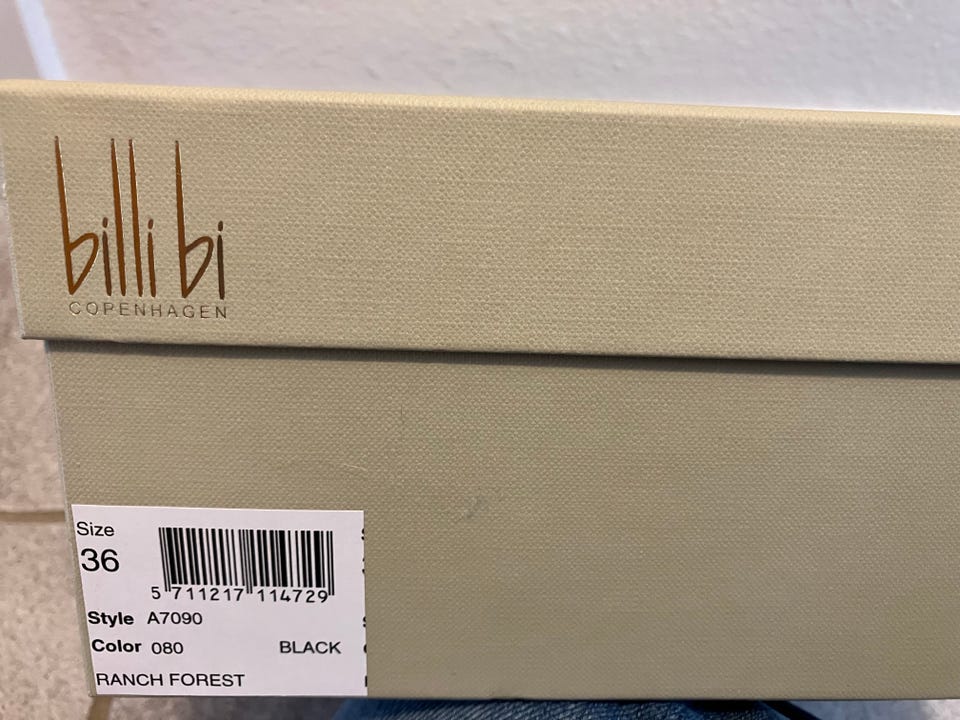 billi bi
COPENHAGEN
Size
36
5 711217 114729
Style A7090
Color 080 BLACK
RANCH FOREST